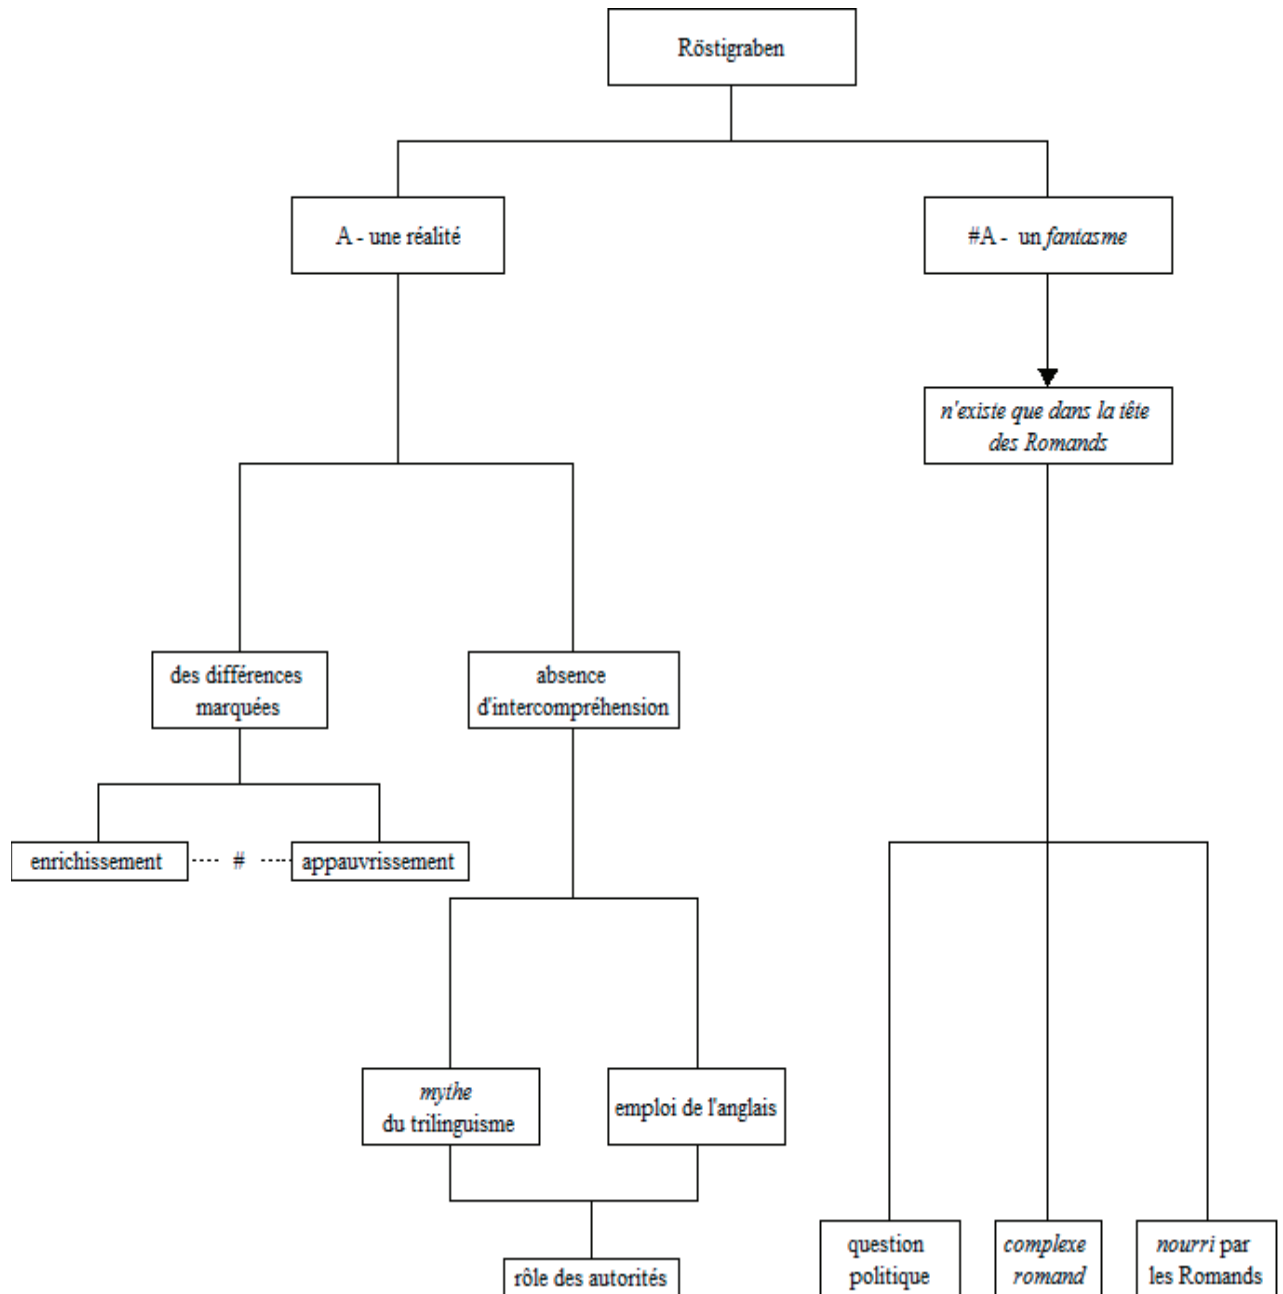 Röstigraben
A - une réalité
#A - un fantasme
n'existe que dans la tête
des Romands
des différences
marquées
absence
d'intercompréhension
enrichissement
#
appauvrissement
mythe
du trilinguisme
emploi de l'anglais
rôle des autorités
question
politique
complexe
romand
nourri par
les Romands